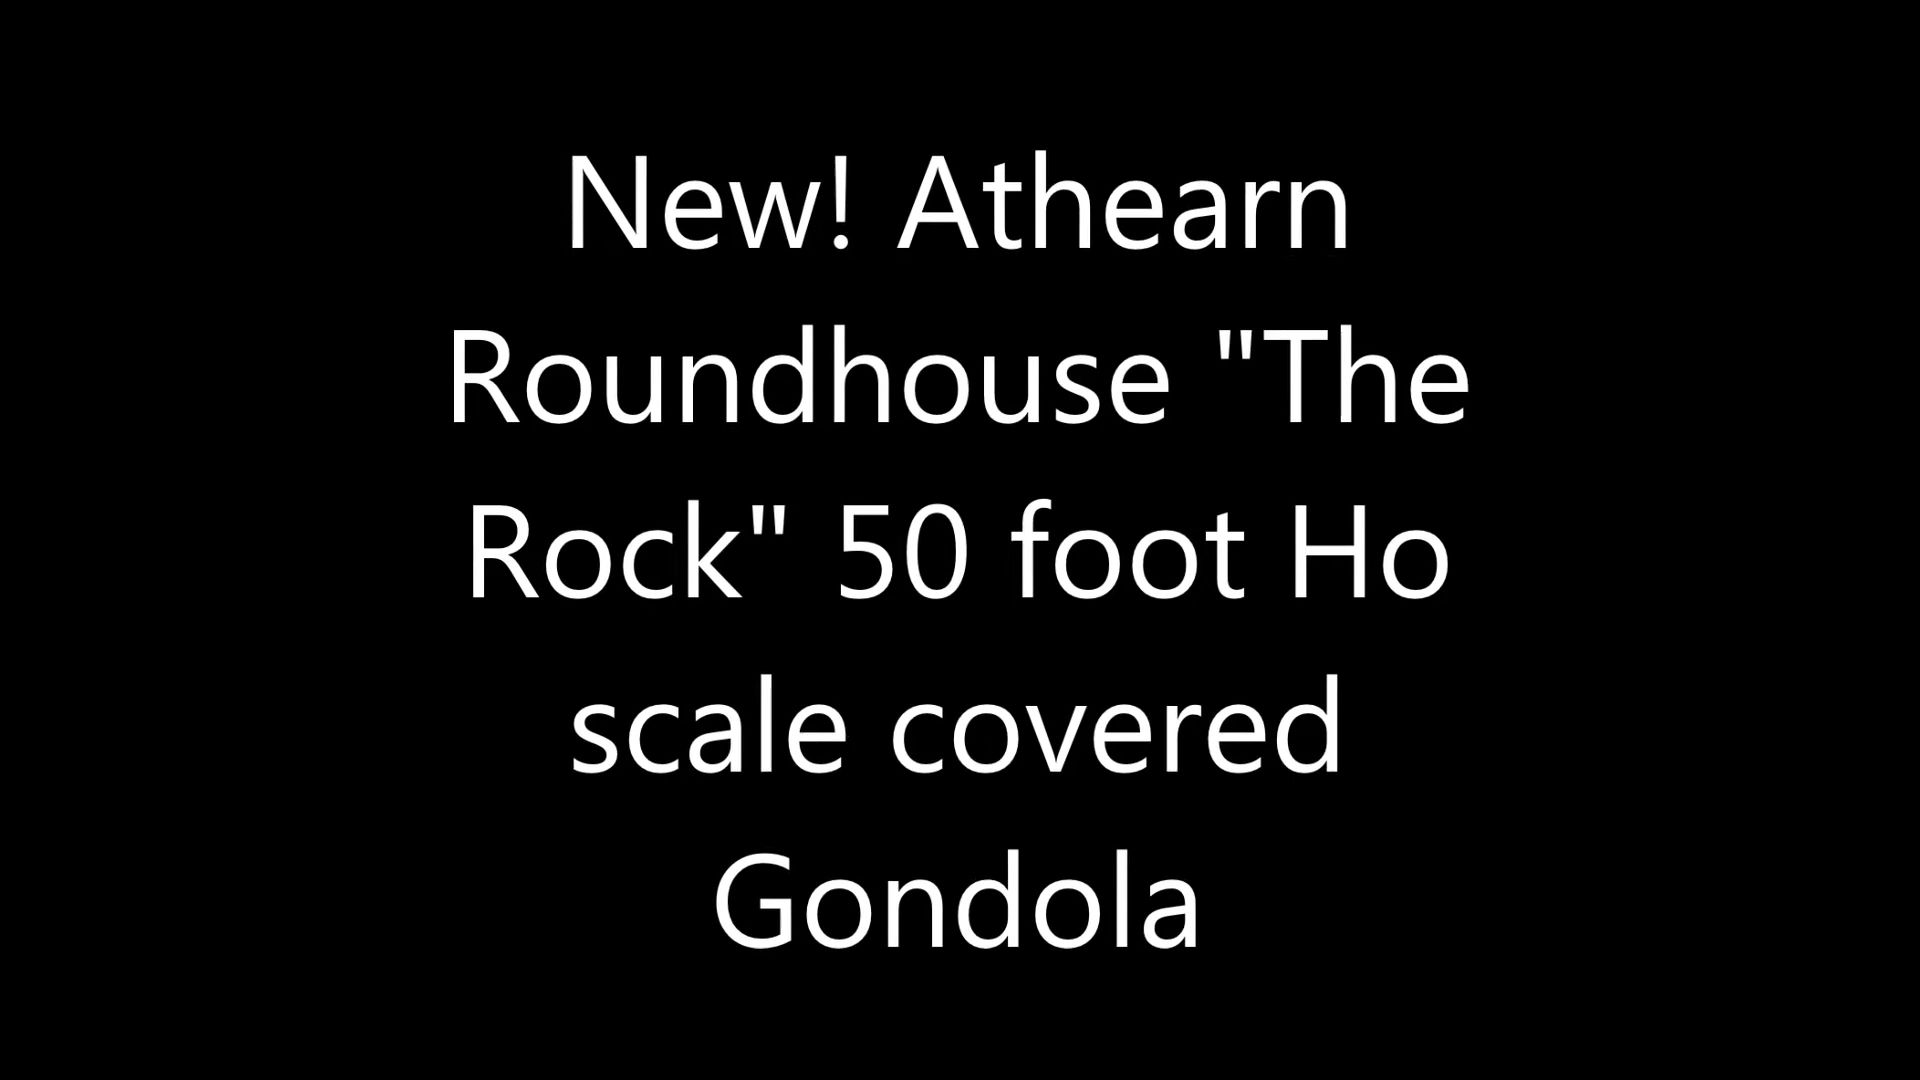 New! Athearn
Roundhouse "The
Rock" 50 foot Ho
scale covered
Gondola